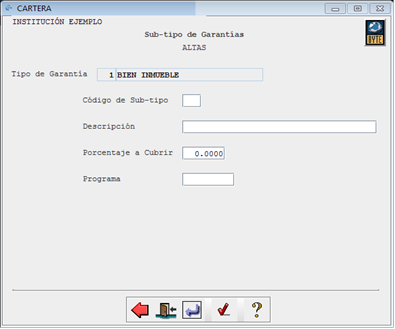 CARTERA
INSTITUCIÓN EJEMPLO
Sub-tipo de Garantías
ALTAS
BYTE
Tipo de Garantía 1 BIEN INMUEBLE
Código de Sub-tipo
Descripción
Porcentaje a Cubrir 0.0000
Programa
?